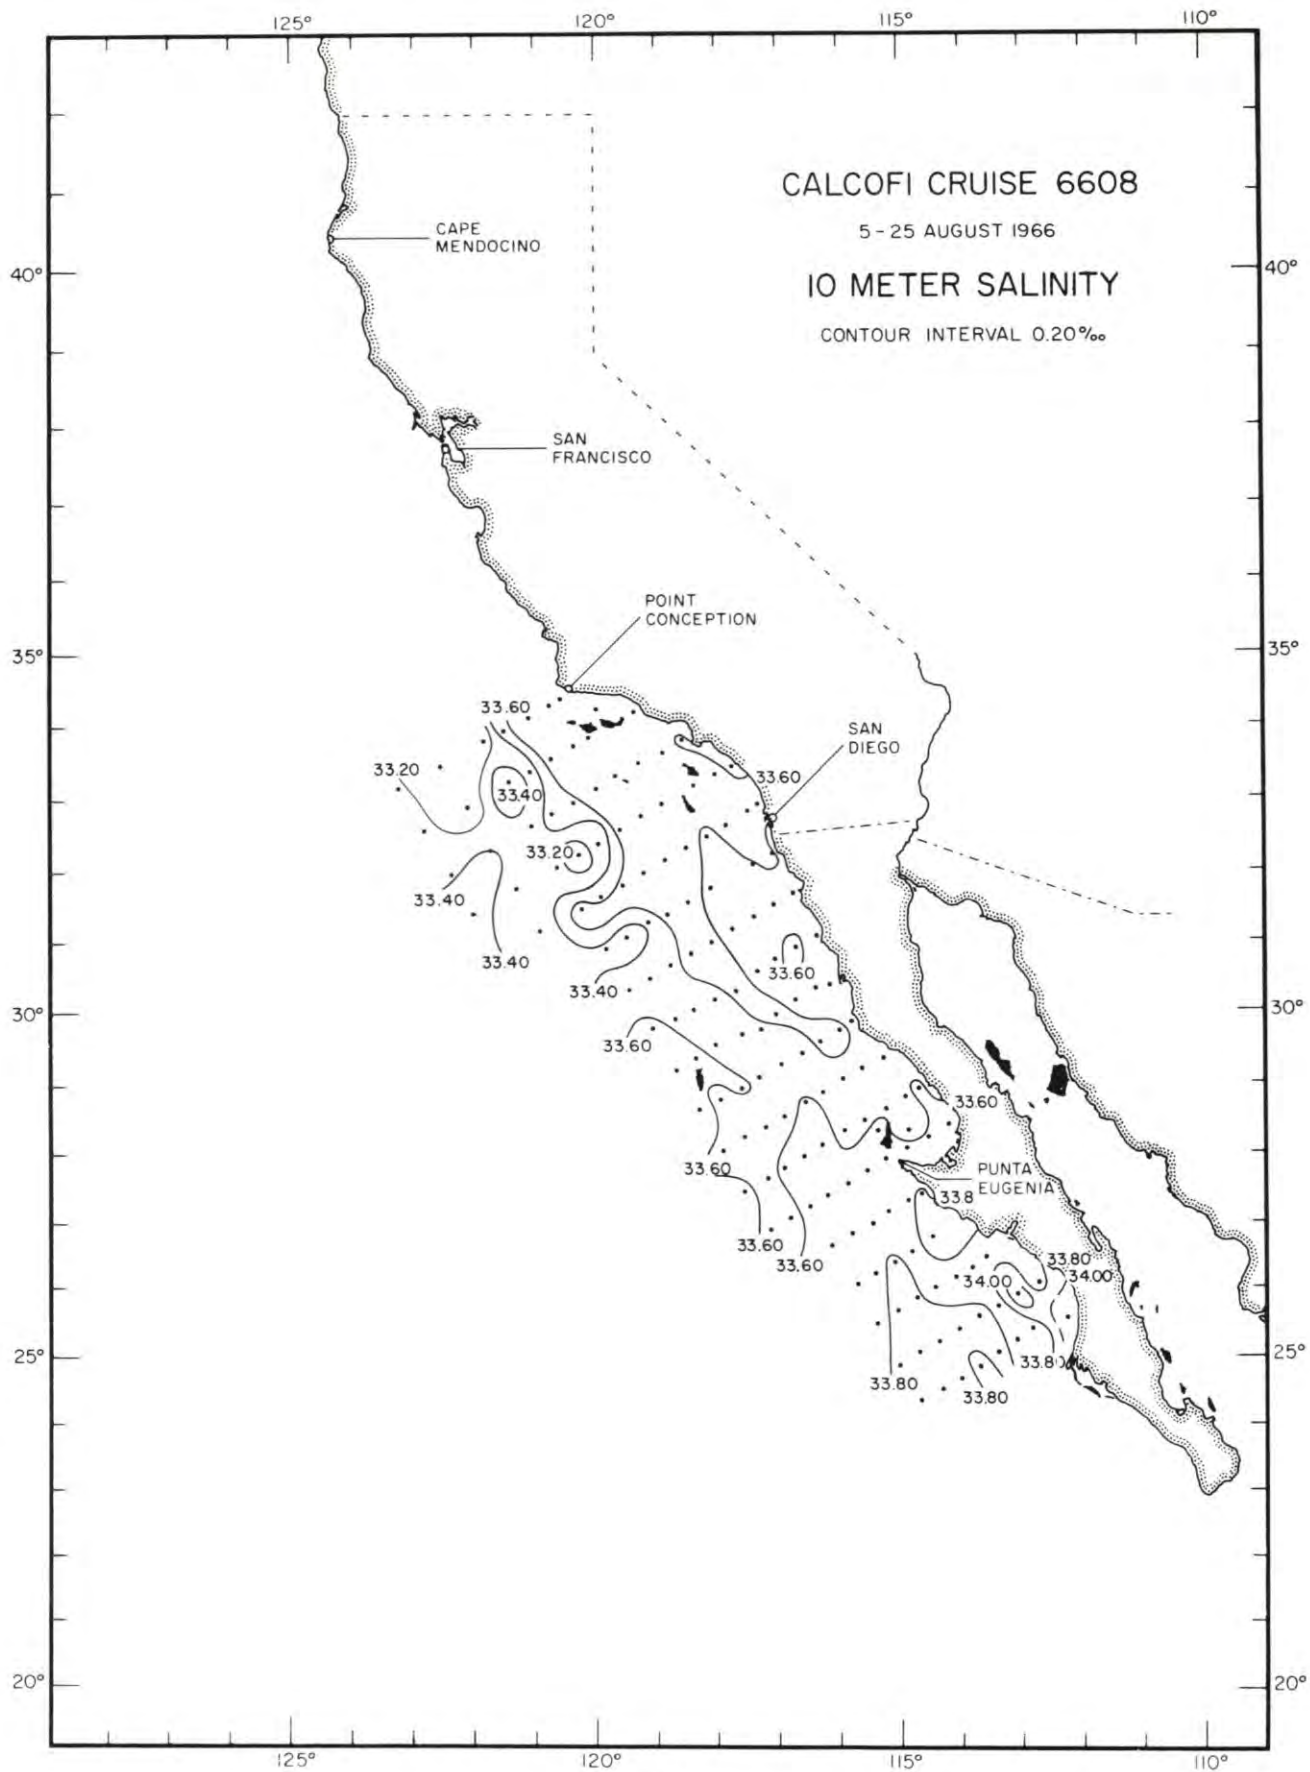 125°
120°
115°
110°
CALCOFI CRUISE 6608
5-25 AUGUST 1966
10 METER SALINITY
CONTOUR INTERVAL 0.20‰
CAPE
MENDOCINO
40°
40°
SAN
FRANCISCO
POINT
CONCEPTION
35°
35°
33.60
SAN
DIEGO
33.20
33.60
33.40
33.20
33.40
33.40
33.60
33.40
30°
30°
33.60
33.60
33.60
PUNTA
EUGENIA
33.8
33.60
33.60
33.80
34.00
34.00
25°
25°
33.80
33.80
33.80
20°
20°
125°
120°
115°
110°